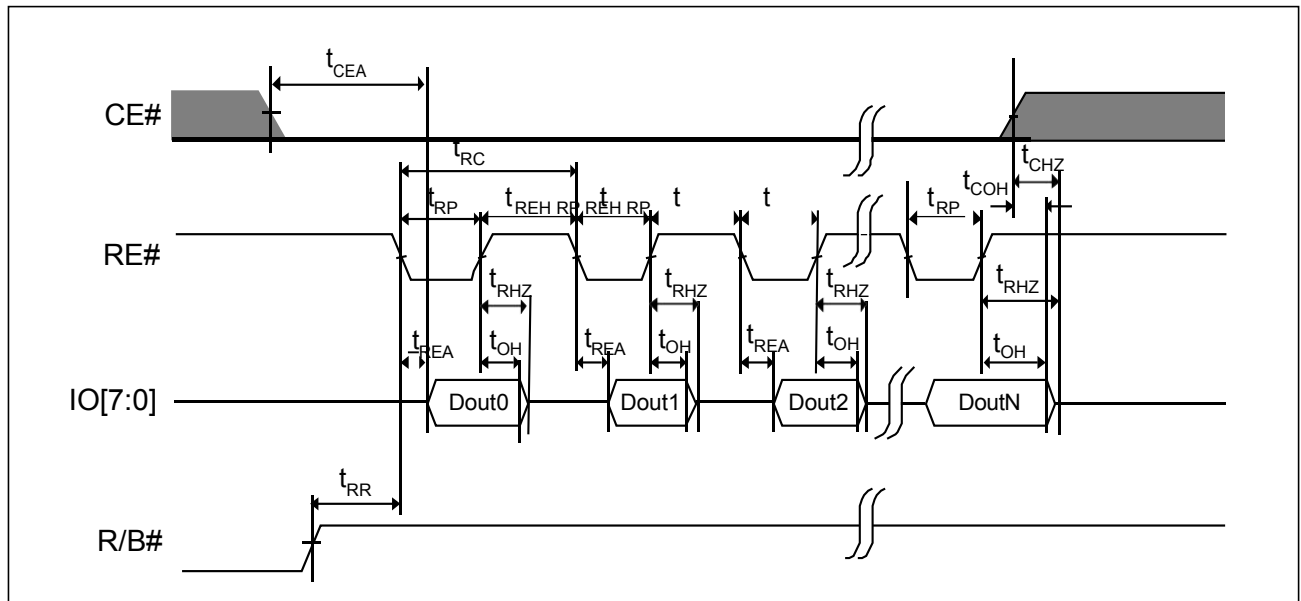 tCEA
CE#
tRC
tCHZ
tCOH
tRP tREH RP REH RP t t tRP
RE#
tRHZ tRHZ tRHZ tRHZ
tREA tOH tREA tOH tREA tOH tOH
IO[7:0] Dout0 Dout1 Dout2 DoutN
tRR
R/B#